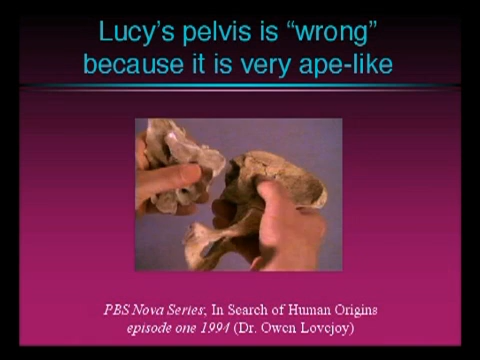 Lucy’s pelvis is “wrong”
because it is very ape-like
PBS Nova Series, In Search of Human Origins
episode one 1994 (Dr. Owen Lovejoy)